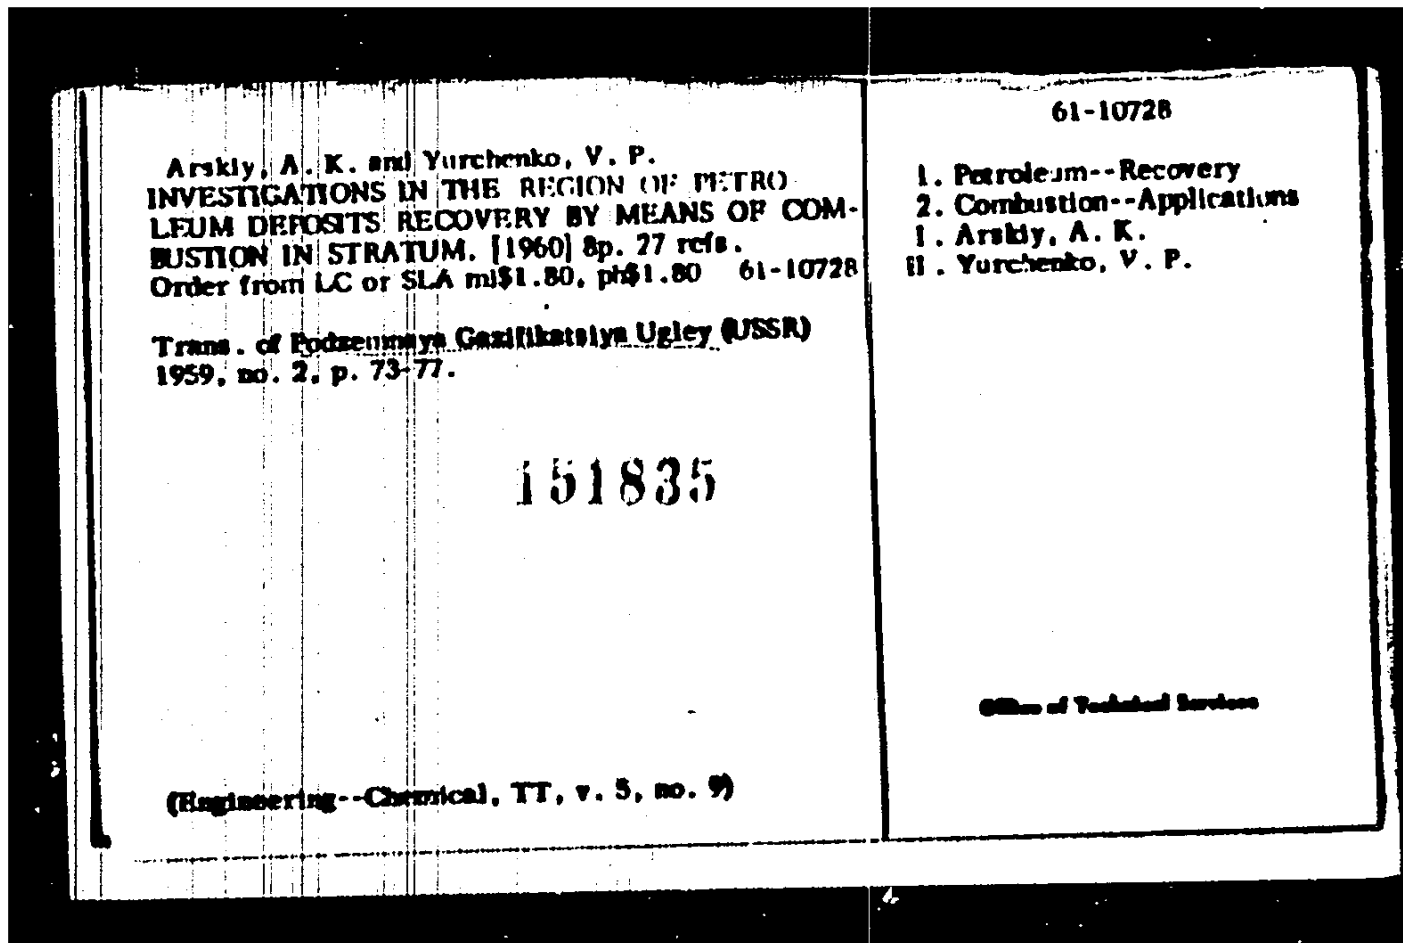 Arskiy, A. K. and Yurchenko, V. P.
INVESTIGATIONS IN THE REGION OF PETRO-
LEUM DEPOSITS RECOVERY BY MEANS OF COM-
BUSTION IN STRATUM. [1960] 8p. 27 refs.
Order from LC or SLA mi$1.80, ph$1.80 61-10728
Trans. of Podzemnaya Gazifikatsiya Ugley (USSR)
1959, no. 2, p. 73-77.
151835
(Engineering--Chemical, TT, v. 5, no. 9)
61-10728
1. Petroleum--Recovery
2. Combustion--Applications
I. Arskiy, A. K.
II. Yurchenko, V. P.
Office of Technical Services